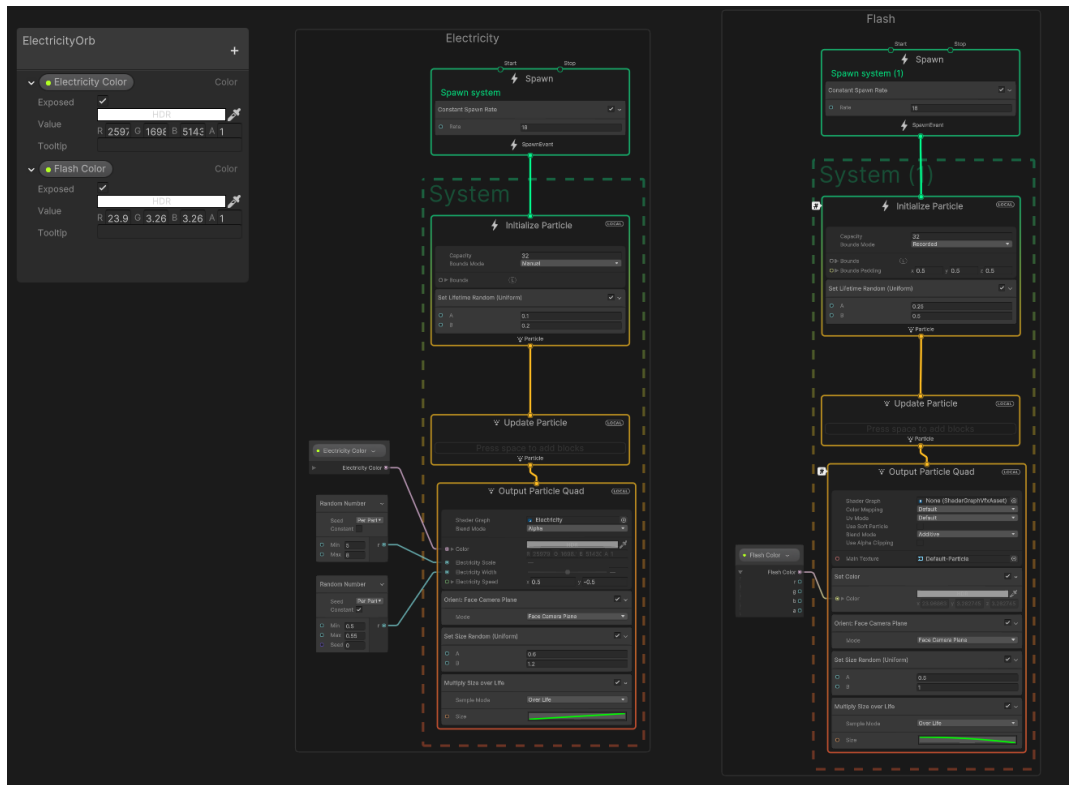 ElectricityOrb
+
Electricity Color
Color
Exposed
HDR
Value
R 2597 G 1698 B 5143 A 1
Tooltip
Flash Color
Color
Exposed
HDR
Value
R 23.9 G 3.26 B 3.26 A 1
Tooltip
Electricity
Start Stop
Spawn
Spawn system
Constant Spawn Rate
Rate 18
SpawnEvent
System
Initialize Particle LOCAL
Capacity 32
Bounds Mode Manual
Bounds
Set Lifetime Random (Uniform)
A 0.1
B 0.2
Particle
Update Particle LOCAL
Press space to add blocks
Particle
Electricity Color
Electricity Color
Random Number
Seed Per Part
Constant
Min 5 r
Max 8
Random Number
Seed Per Part
Constant
Min 0.5 r
Max 0.55
Seed 0
Output Particle Quad LOCAL
Shader Graph Electricity
Blend Mode Alpha
Color
Electricity Scale
Electricity Width
Electricity Speed x 0.5 y -0.5
Orient: Face Camera Plane
Mode Face Camera Plane
Set Size Random (Uniform)
A 0.6
B 1.2
Multiply Size over Life
Sample Mode Over Life
Size
Flash
Start Stop
Spawn
Spawn system (1)
Constant Spawn Rate
Rate 18
SpawnEvent
System (1)
Initialize Particle LOCAL
Capacity 32
Bounds Mode Recorded
Bounds
Bounds Padding x 0.5 y 0.5 z 0.5
Set Lifetime Random (Uniform)
A 0.25
B
Particle
Update Particle LOCAL
Press space to add blocks
Particle
Flash Color
Flash Color
r
g
b
a
Output Particle Quad LOCAL
Shader Graph None (ShaderGraphVfxAsset)
Color Mapping Default
Uv Mode Default
Use Soft Particle
Blend Mode Additive
Use Alpha Clipping
Main Texture Default-Particle
Set Color
Color
Orient: Face Camera Plane
Mode Face Camera Plane
Set Size Random (Uniform)
A
B 1
Multiply Size over Life
Sample Mode Over Life
Size